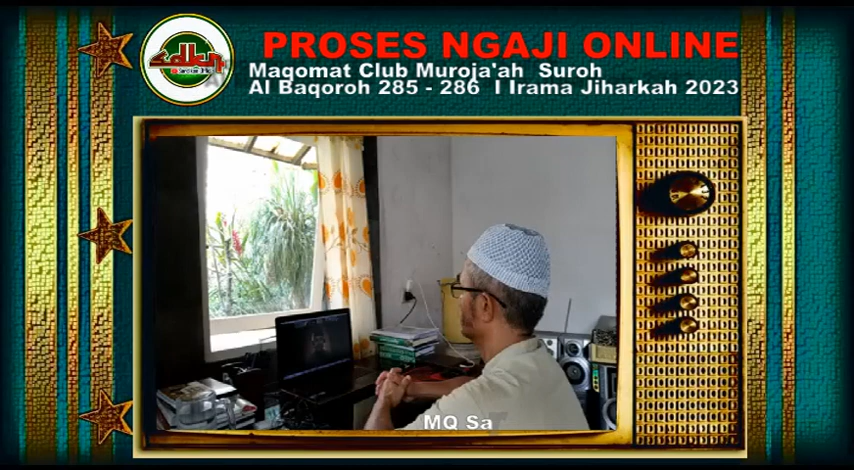 PROSES NGAJI ONLINE
Maqomat Club Muroja'ah Suroh
Al Baqoroh 285 - 286 I Irama Jiharkah 2023
MQ Sa